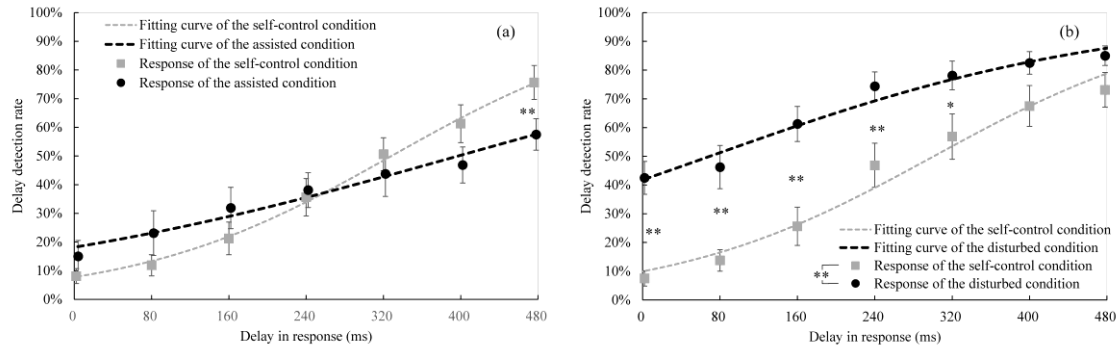 100%
90%
80%
70%
60%
50%
40%
30%
20%
10%
0%
Delay detection rate
Fitting curve of the self-control condition
Fitting curve of the assisted condition
Response of the self-control condition
Response of the assisted condition
(a)
**
0 80 160 240 320 400 480
Delay in response (ms)
100%
90%
80%
70%
60%
50%
40%
30%
20%
10%
0%
Delay detection rate
(b)
*
**
**
**
**
Fitting curve of the self-control condition
Fitting curve of the disturbed condition
Response of the self-control condition
** Response of the disturbed condition
0 80 160 240 320 400 480
Delay in response (ms)